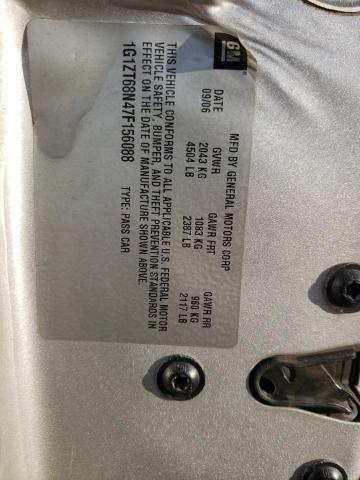 GM
MFD BY GENERAL MOTORS CORP
DATE GVWR GAWR FRT GAWR RR
09/06 2043 KG 1083 KG 960 KG
4504 LB 2387 LB 2117 LB
THIS VEHICLE CONFORMS TO ALL APPLICABLE U.S. FEDERAL MOTOR
VEHICLE SAFETY, BUMPER, AND THEFT PREVENTION STANDARDS IN
EFFECT ON THE DATE OF MANUFACTURE SHOWN ABOVE.
1G1ZT68N47F156088 TYPE: PASS CAR